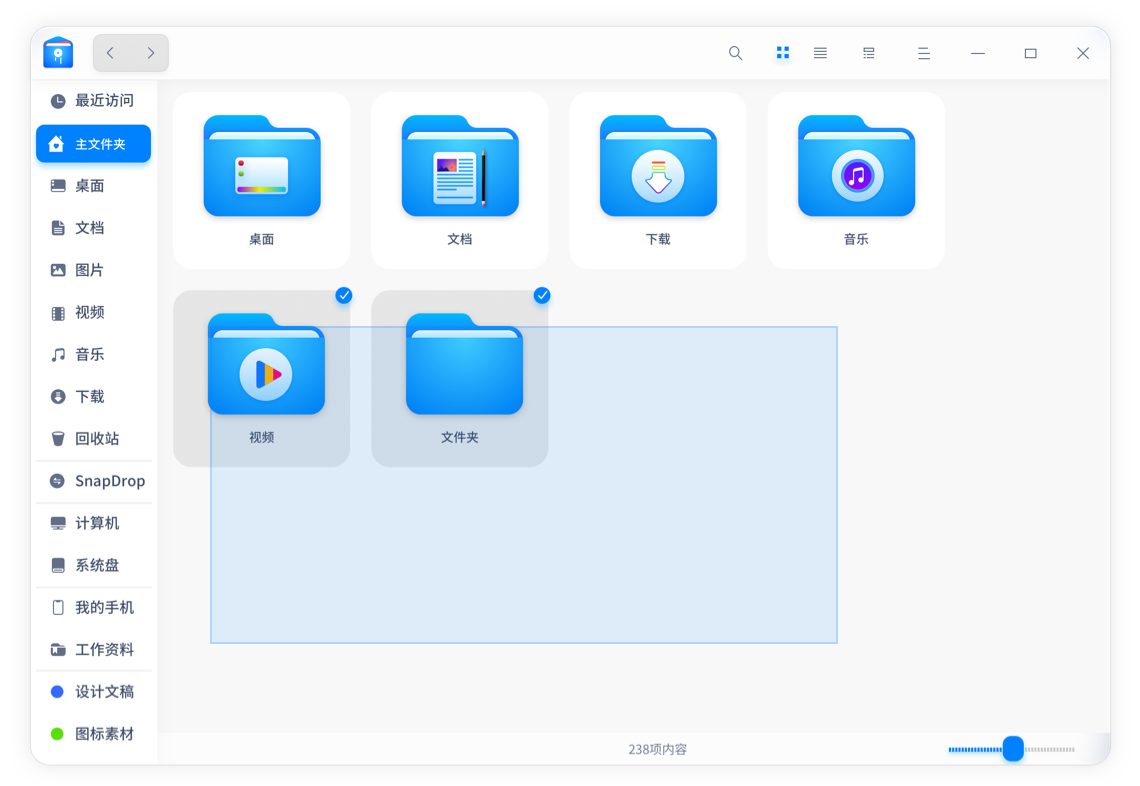 最近访问
主文件夹
桌面
文档
图片
视频
音乐
下载
回收站
SnapDrop
计算机
系统盘
我的手机
工作资料
设计文稿
图标素材
桌面
文档
下载
音乐
视频
文件夹
238项内容